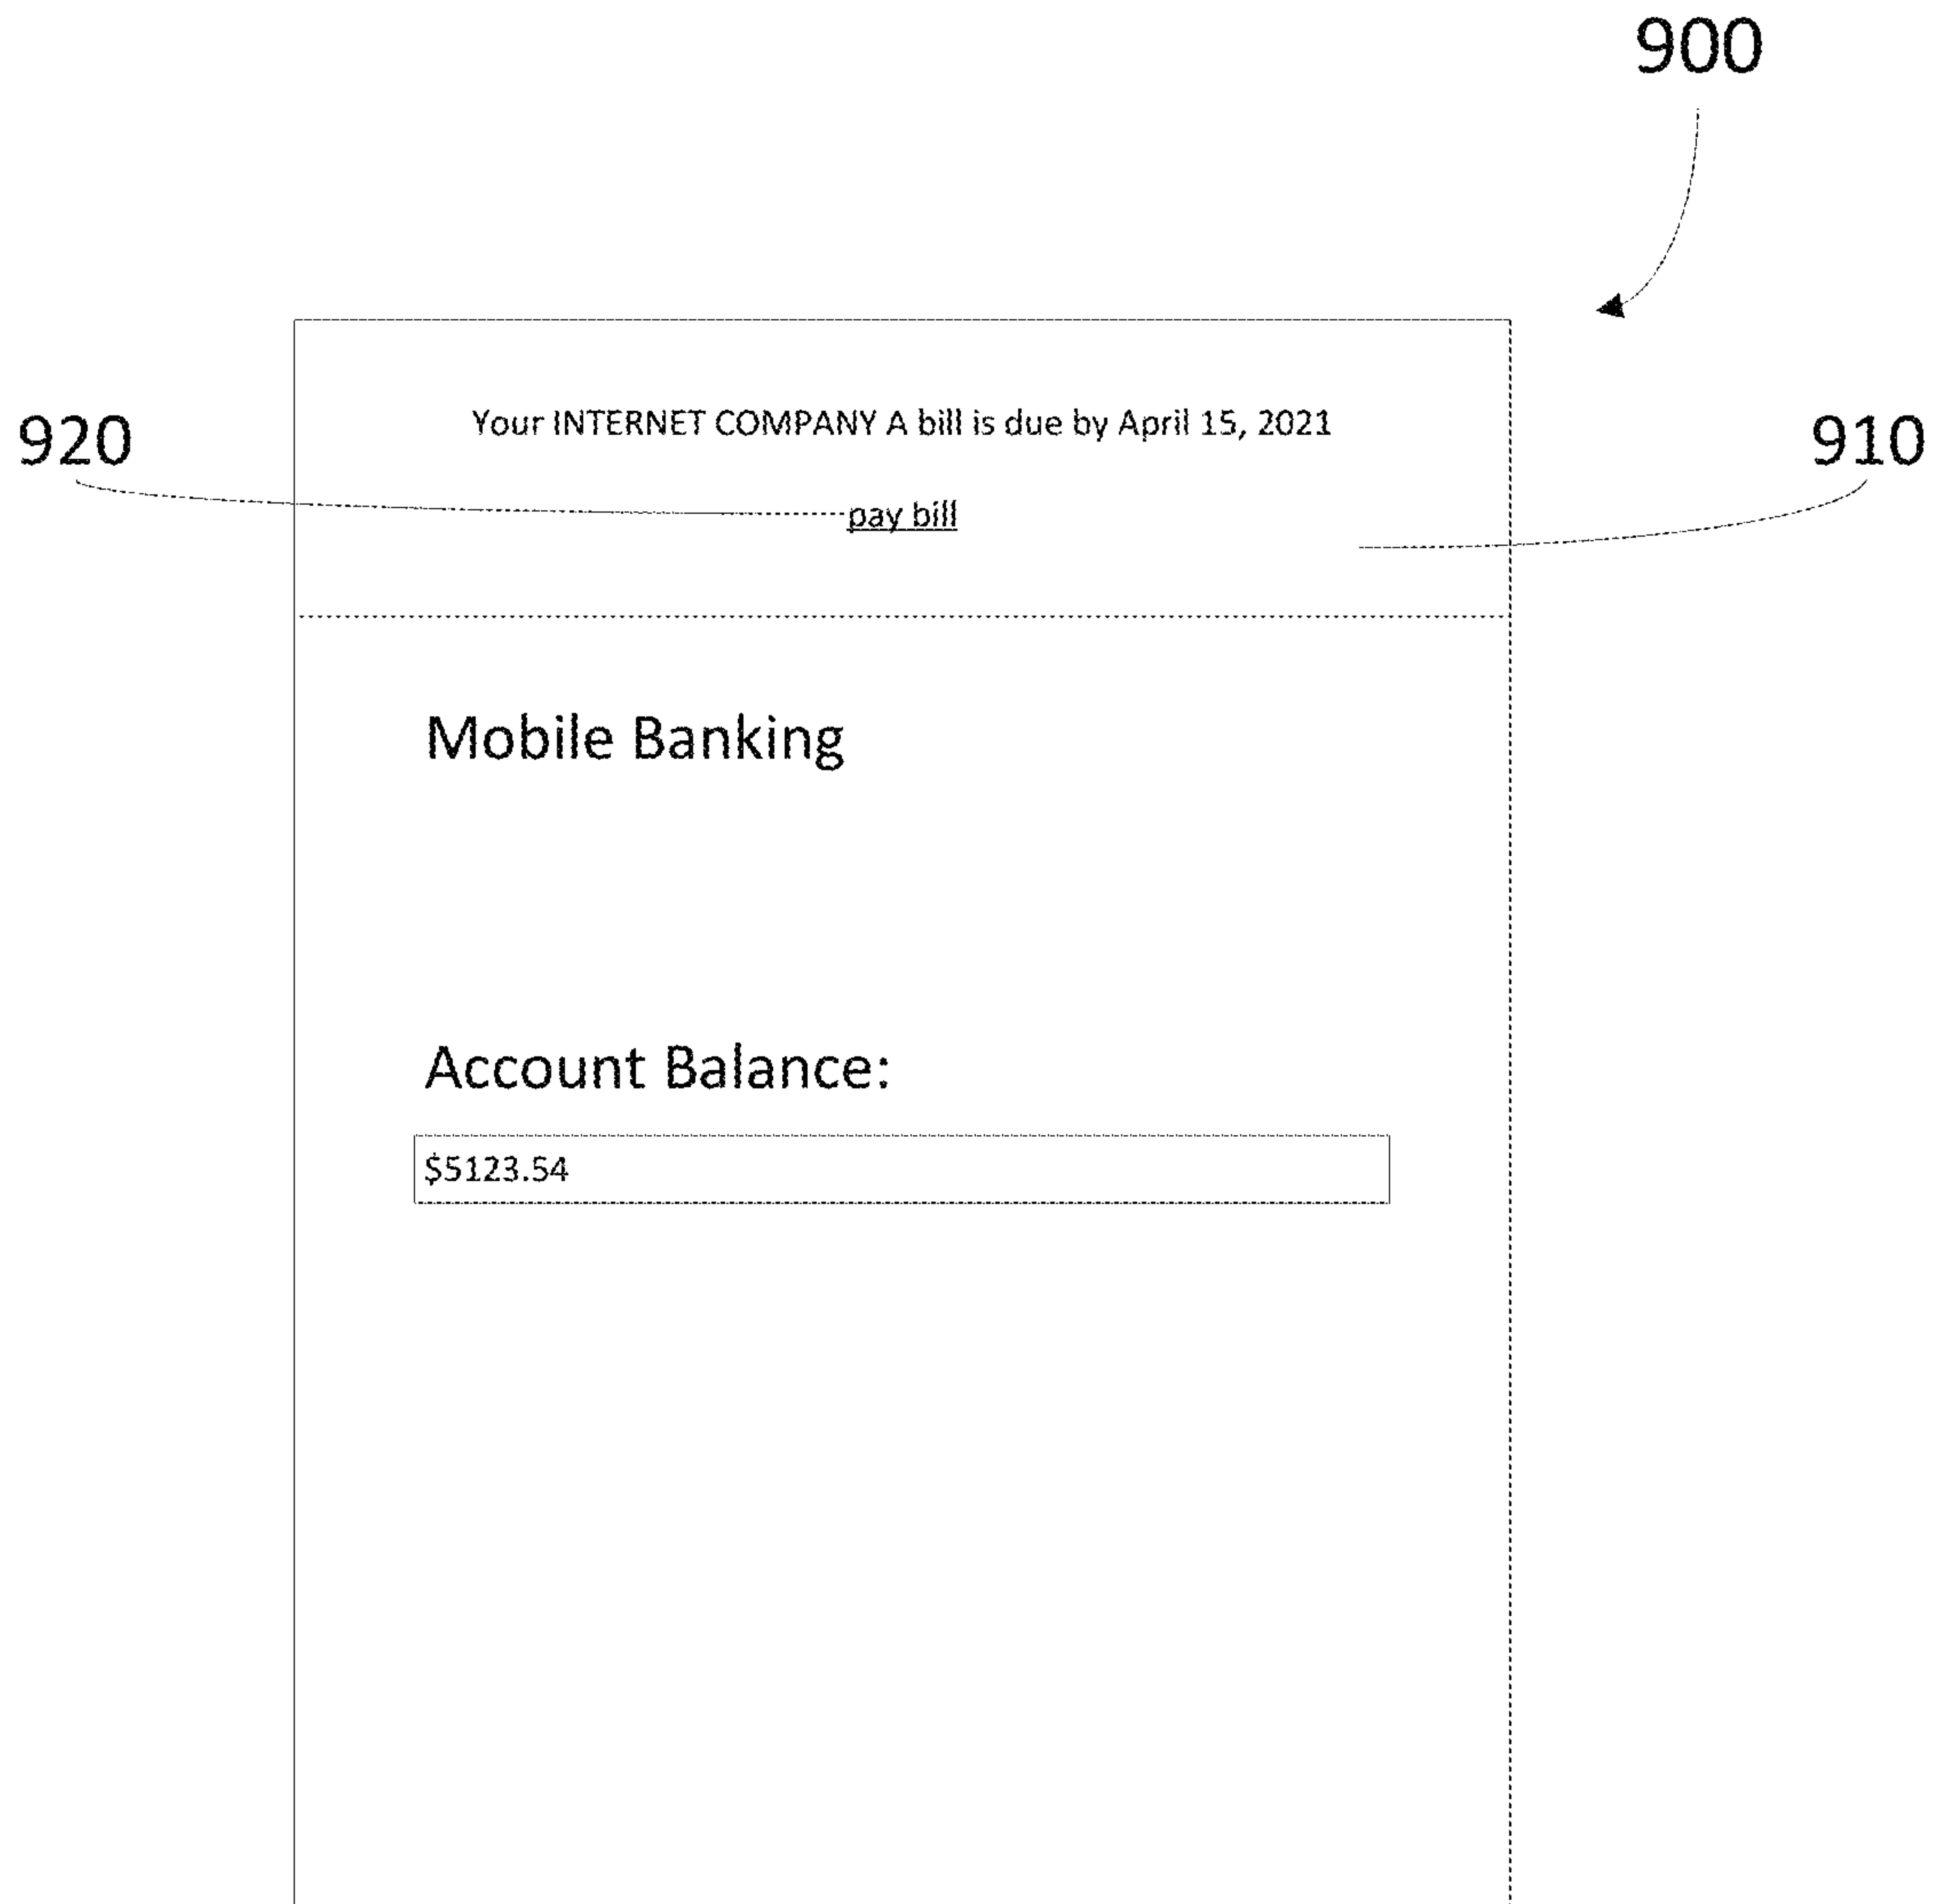 900
Your INTERNET COMPANY A bill is due by April 15, 2021
920
910
pay bill
Mobile Banking
Account Balance:
$5123.54